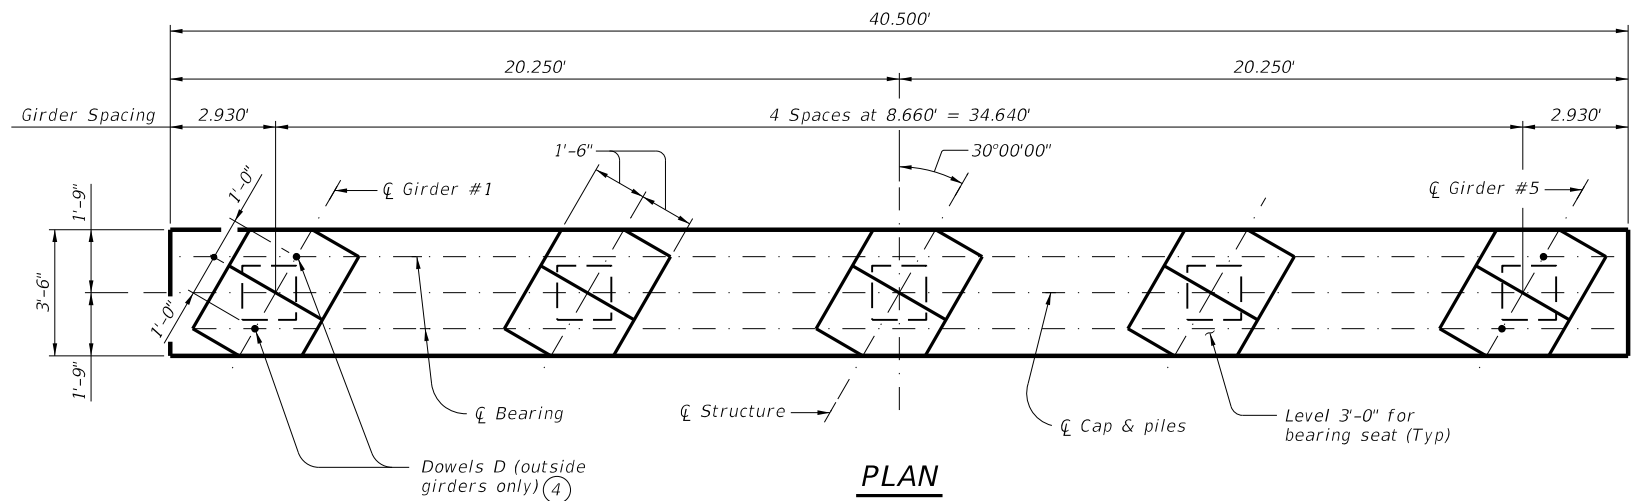 40.500'
20.250'
20.250'
Girder Spacing
2.930'
4 Spaces at 8.660' = 34.640'
2.930'
1'-6"
30°00'00"
1'-0"
℄ Girder #1
℄ Girder #5
1'-9"
3'-6"
1'-9"
1'-0"
℄ Bearing
℄ Structure
℄ Cap & piles
Level 3'-0" for
bearing seat (Typ)
Dowels D (outside
girders only) 4
PLAN